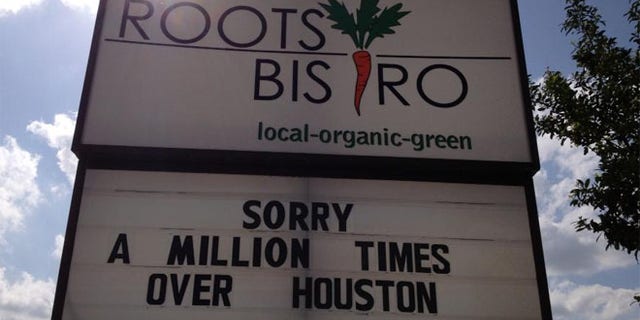 ROOTS
BISTRO
local-organic-green
SORRY
A MILLION TIMES
OVER HOUSTON